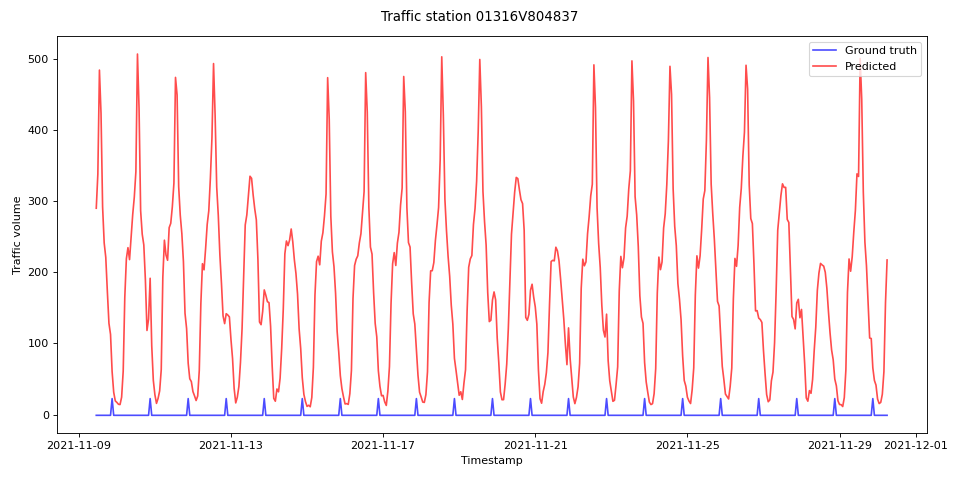 Traffic station 01316V804837
Ground truth
Predicted
500
400
300
200
100
0
Traffic volume
2021-11-09
2021-11-13
2021-11-17
2021-11-21
2021-11-25
2021-11-29
2021-12-01
Timestamp